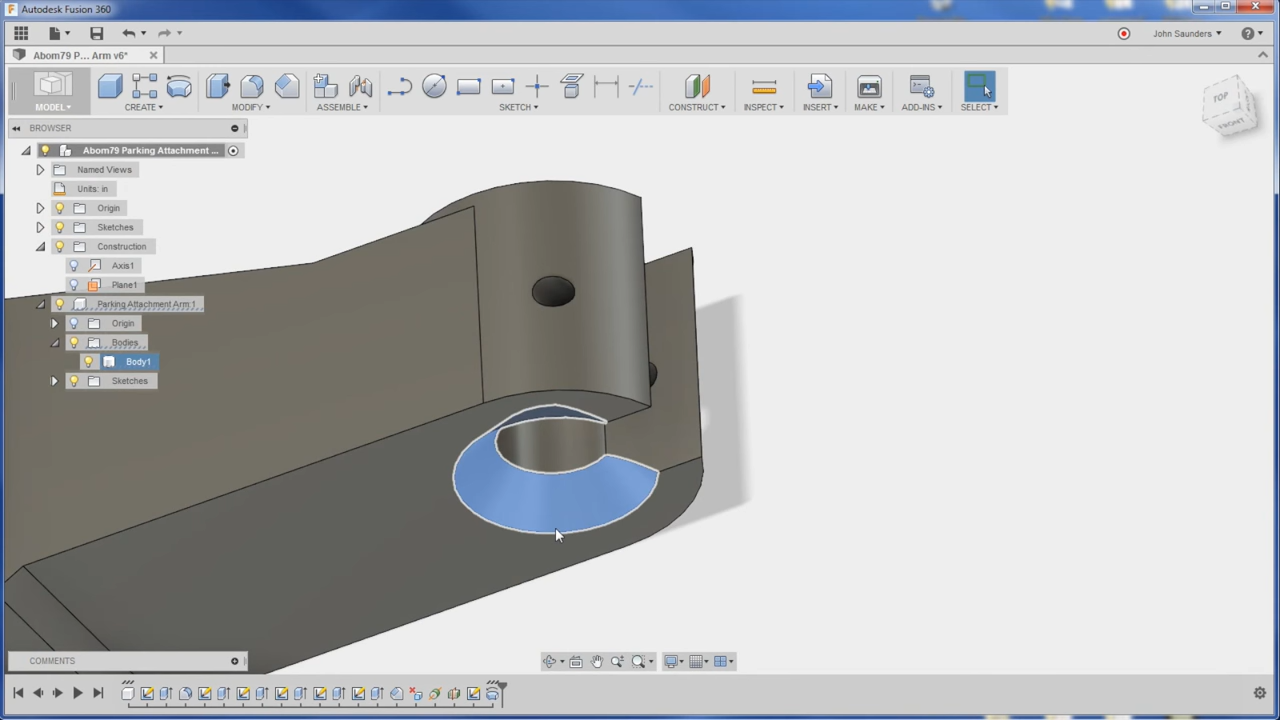 Autodesk Fusion 360
John Saunders
Abom79 P... Arm v6*
MODEL
CREATE
MODIFY
ASSEMBLE
SKETCH
CONSTRUCT
INSPECT
INSERT
MAKE
ADD-INS
SELECT
TOP
FRONT
BROWSER
Abom79 Parking Attachment ...
Named Views
Units: in
Origin
Sketches
Construction
Axis1
Plane1
Parking Attachment Arm:1
Origin
Bodies
Body1
Sketches
COMMENTS